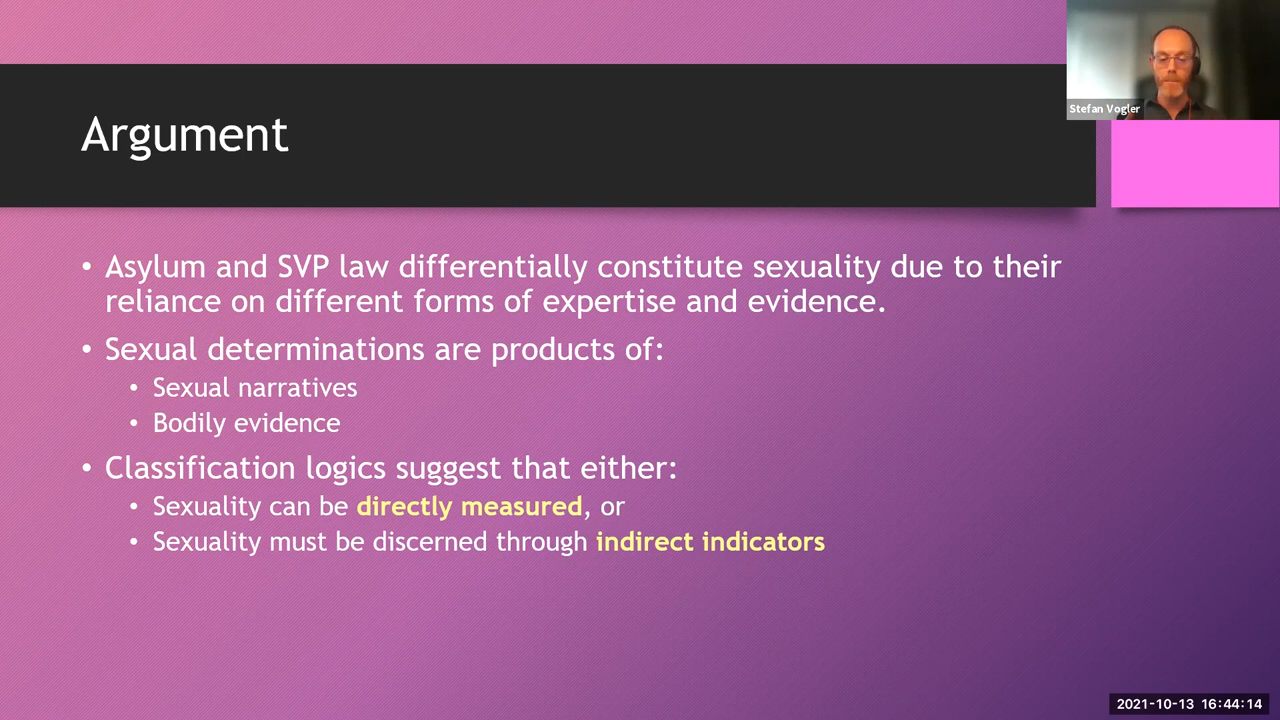 Stefan Vogler
Argument
• Asylum and SVP law differentially constitute sexuality due to their
reliance on different forms of expertise and evidence.
• Sexual determinations are products of:
• Sexual narratives
• Bodily evidence
• Classification logics suggest that either:
• Sexuality can be directly measured, or
• Sexuality must be discerned through indirect indicators
2021-10-13 16:44:14